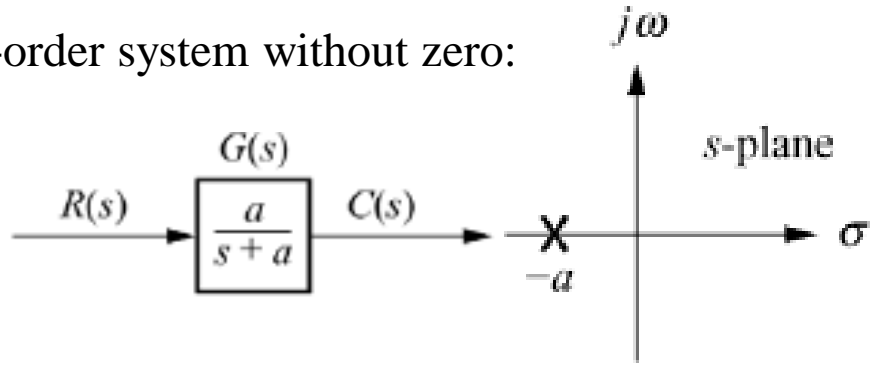 -order system without zero:
jω
G(s)
s-plane
R(s)
a
C(s)
s + a
σ
−a